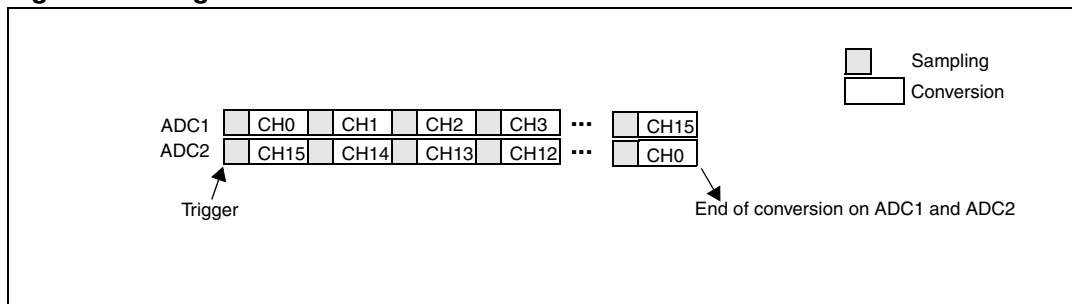 Sampling
Conversion
ADC1 CH0 CH1 CH2 CH3 ... CH15
ADC2 CH15 CH14 CH13 CH12 ... CH0
Trigger
End of conversion on ADC1 and ADC2